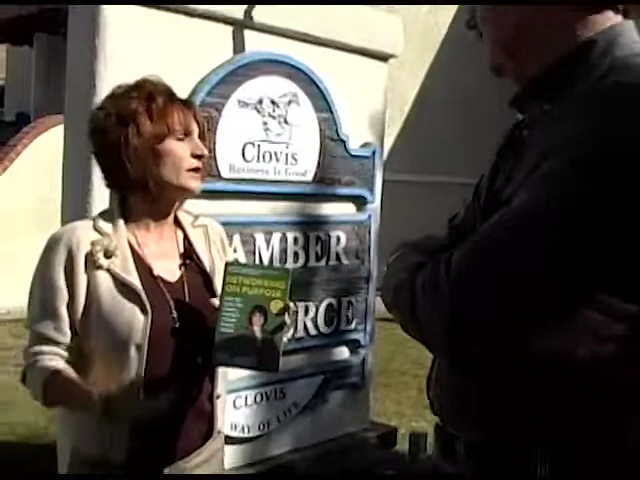 Clovis
Business Is Good
AMBER
RCE
NETWORKING
ON PURPOSE
CLOVIS
WAY OF LIFE